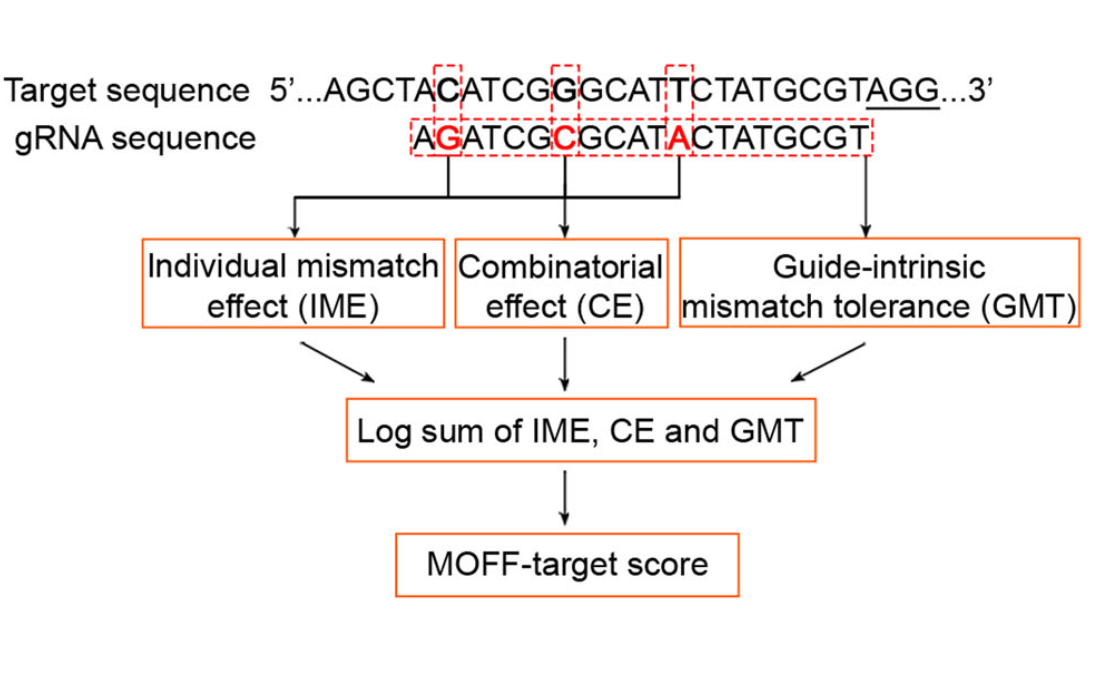 Target sequence 5’...AGCTACATCGGGCATTCTATGCGTAGG...3’
gRNA sequence AGATCGCGCATACTATGCGT
Individual mismatch effect (IME)
Combinatorial effect (CE)
Guide-intrinsic mismatch tolerance (GMT)
Log sum of IME, CE and GMT
MOFF-target score